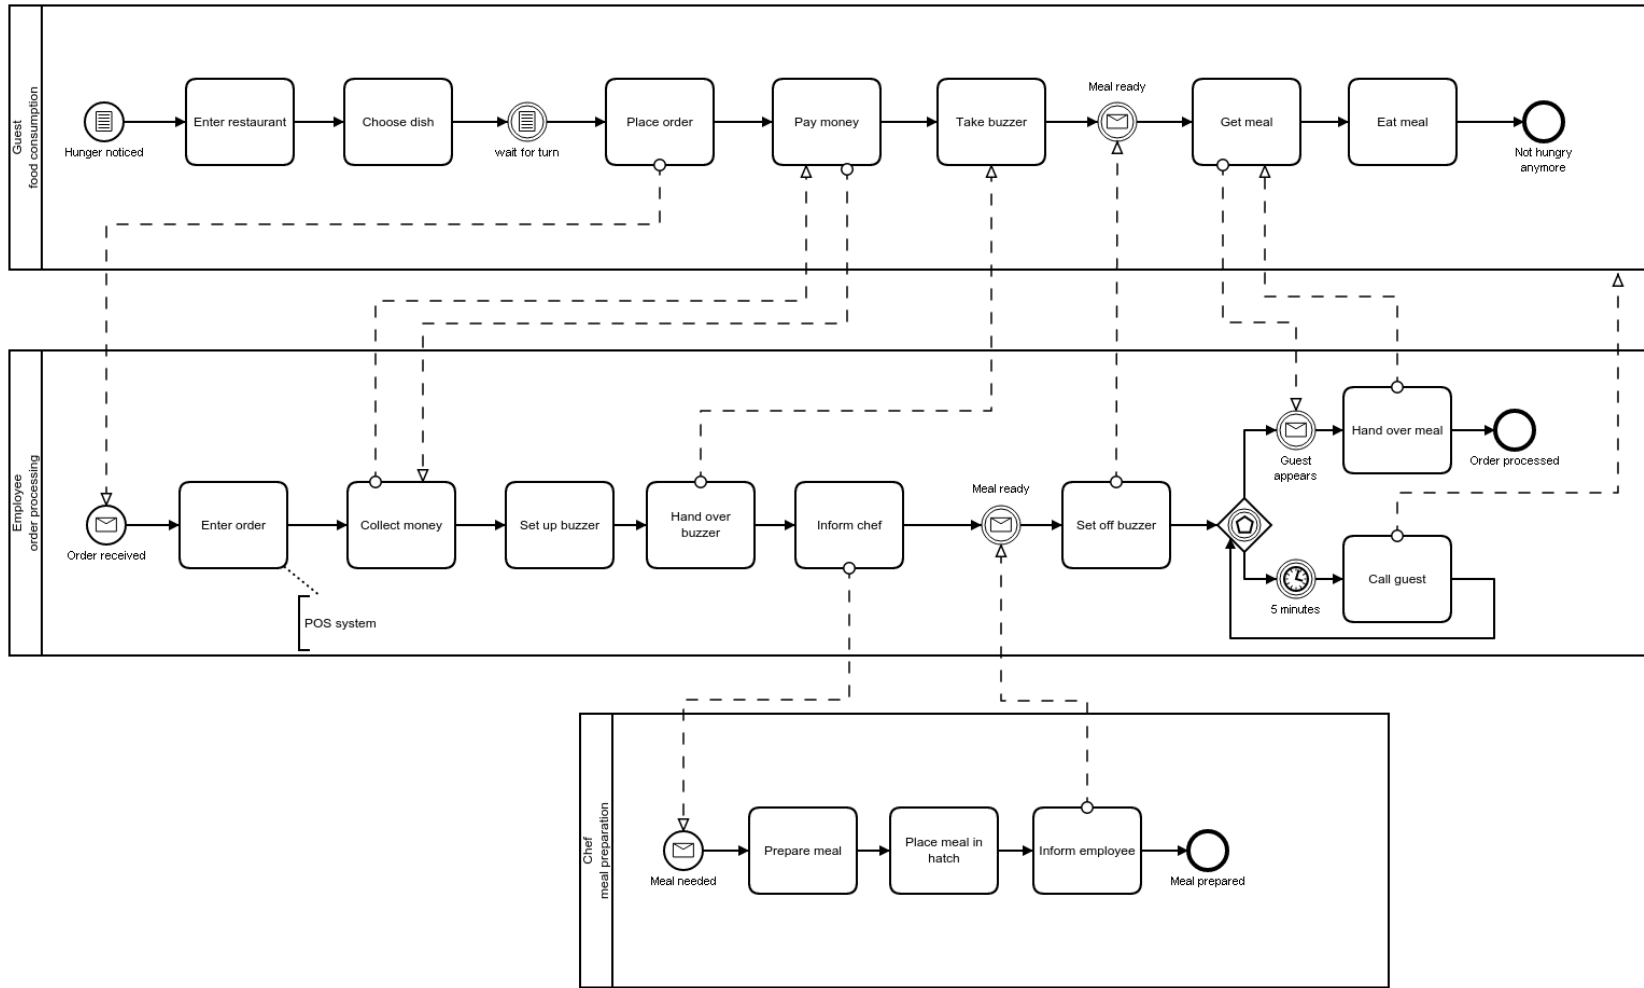 Guest
food consumption
Hunger noticed
Enter restaurant
Choose dish
wait for turn
Place order
Pay money
Take buzzer
Meal ready
Get meal
Eat meal
Not hungry
anymore
Employee
order processing
Order received
Enter order
POS system
Collect money
Set up buzzer
Hand over
buzzer
Inform chef
Meal ready
Set off buzzer
Guest
appears
Hand over meal
Order processed
5 minutes
Call guest
Chef
meal preparation
Meal needed
Prepare meal
Place meal in
hatch
Inform employee
Meal prepared